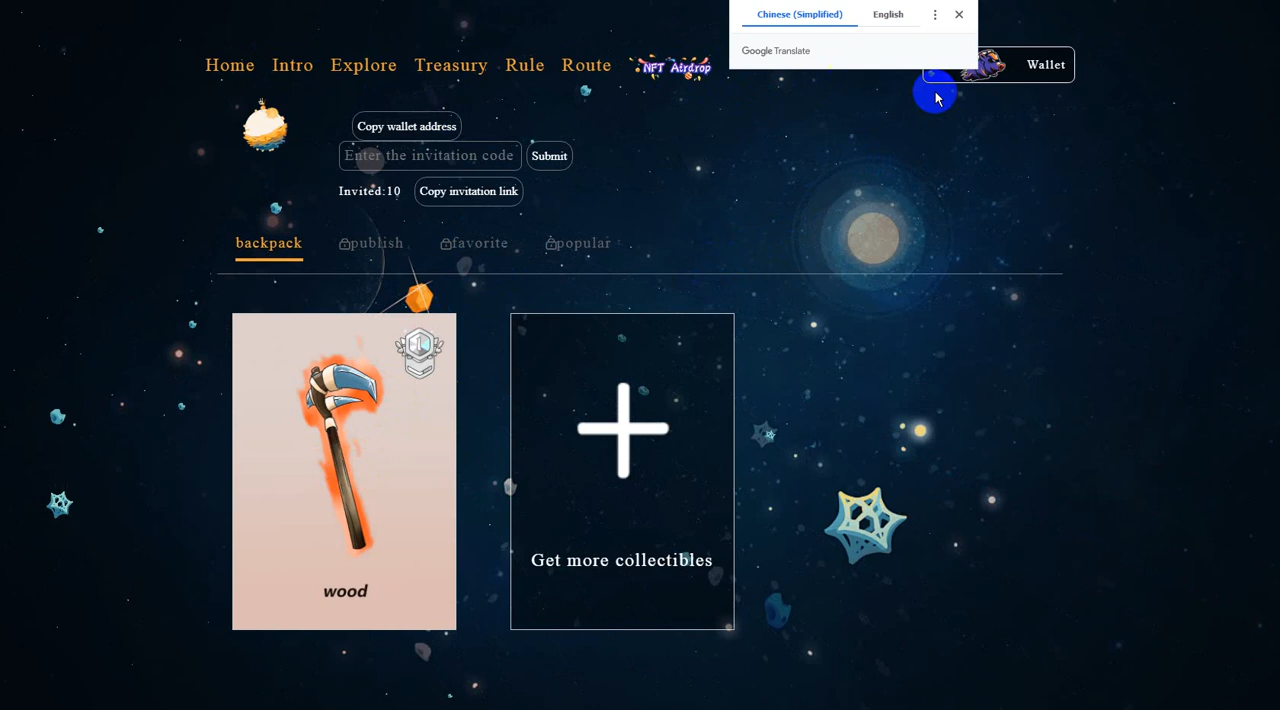 Chinese (Simplified) English
Google Translate
Home Intro Explore Treasury Rule Route NFT Airdrop Wallet
Copy wallet address
Enter the invitation code Submit
Invited:10 Copy invitation link
backpack publish favorite popular
1
wood
Get more collectibles